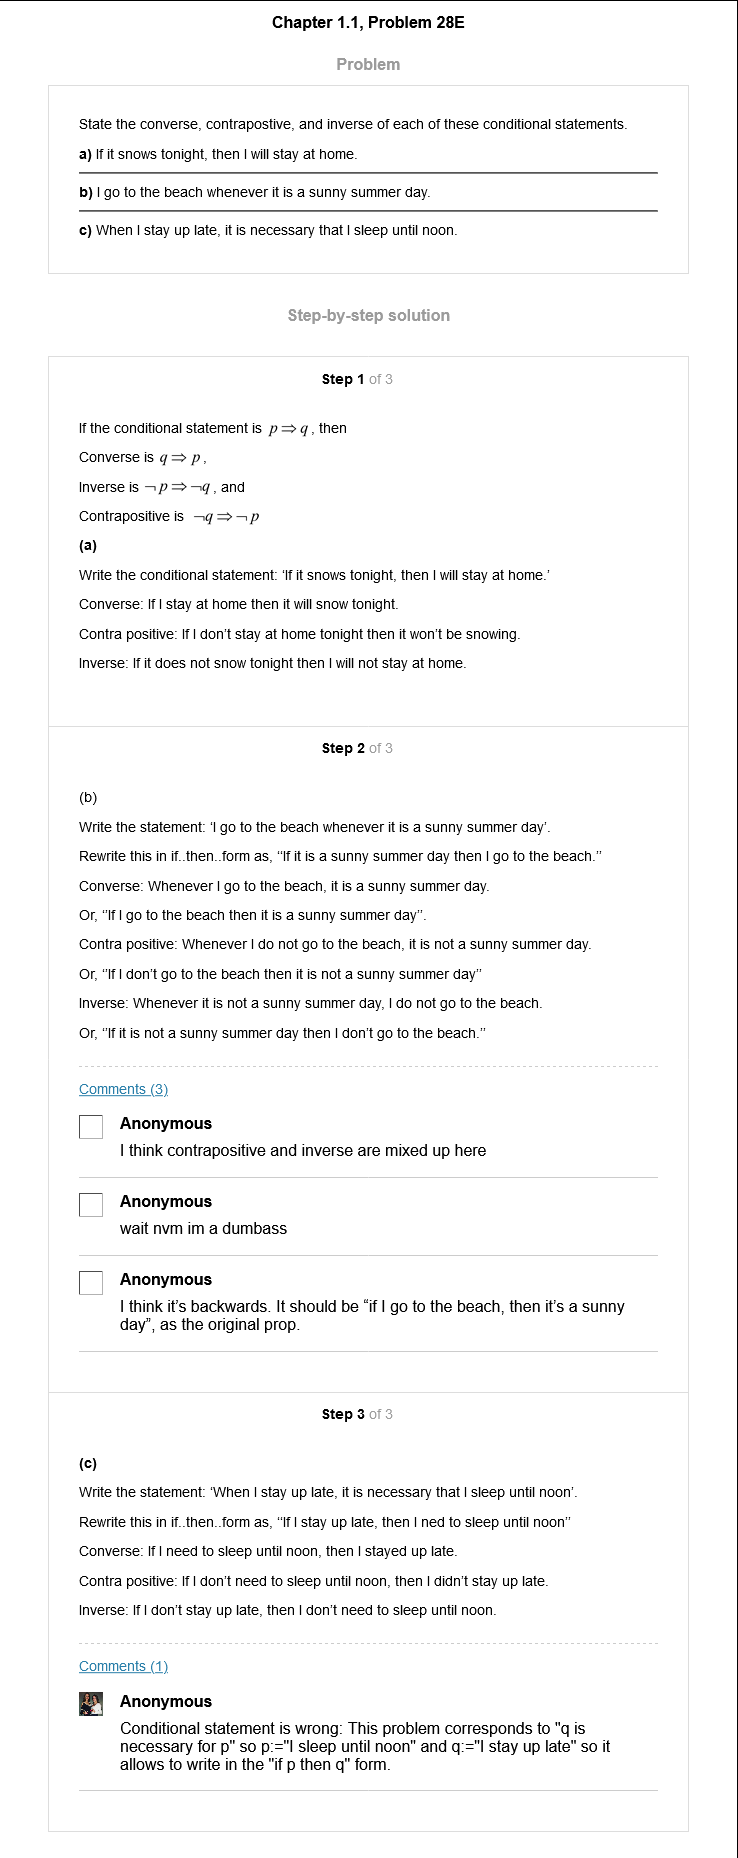 Chapter 1.1, Problem 28E
Problem
State the converse, contrapostive, and inverse of each of these conditional statements.
a) If it snows tonight, then I will stay at home.
b) I go to the beach whenever it is a sunny summer day.
c) When I stay up late, it is necessary that I sleep until noon.
Step-by-step solution
Step 1 of 3
If the conditional statement is p⇒q, then
Converse is q⇒p,
Inverse is ¬p⇒¬q, and
Contrapositive is ¬q⇒¬p
(a)
Write the conditional statement: ‘If it snows tonight, then I will stay at home.’
Converse: If I stay at home then it will snow tonight.
Contra positive: If I don’t stay at home tonight then it won’t be snowing.
Inverse: If it does not snow tonight then I will not stay at home.
Step 2 of 3
(b)
Write the statement: ‘I go to the beach whenever it is a sunny summer day’.
Rewrite this in if..then..form as, ‘‘If it is a sunny summer day then I go to the beach.’’
Converse: Whenever I go to the beach, it is a sunny summer day.
Or, ‘‘If I go to the beach then it is a sunny summer day’’.
Contra positive: Whenever I do not go to the beach, it is not a sunny summer day.
Or, ‘‘If I don’t go to the beach then it is not a sunny summer day’’
Inverse: Whenever it is not a sunny summer day, I do not go to the beach.
Or, ‘‘If it is not a sunny summer day then I don’t go to the beach.’’
Comments (3)
Anonymous
I think contrapositive and inverse are mixed up here
Anonymous
wait nvm im a dumbass
Anonymous
I think it’s backwards. It should be “if I go to the beach, then it’s a sunny
day”, as the original prop.
Step 3 of 3
(c)
Write the statement: ‘When I stay up late, it is necessary that I sleep until noon’.
Rewrite this in if..then..form as, ‘‘If I stay up late, then I ned to sleep until noon’’
Converse: If I need to sleep until noon, then I stayed up late.
Contra positive: If I don’t need to sleep until noon, then I didn’t stay up late.
Inverse: If I don’t stay up late, then I don’t need to sleep until noon.
Comments (1)
Anonymous
Conditional statement is wrong: This problem corresponds to "q is
necessary for p" so p:="I sleep until noon" and q:="I stay up late" so it
allows to write in the "if p then q" form.